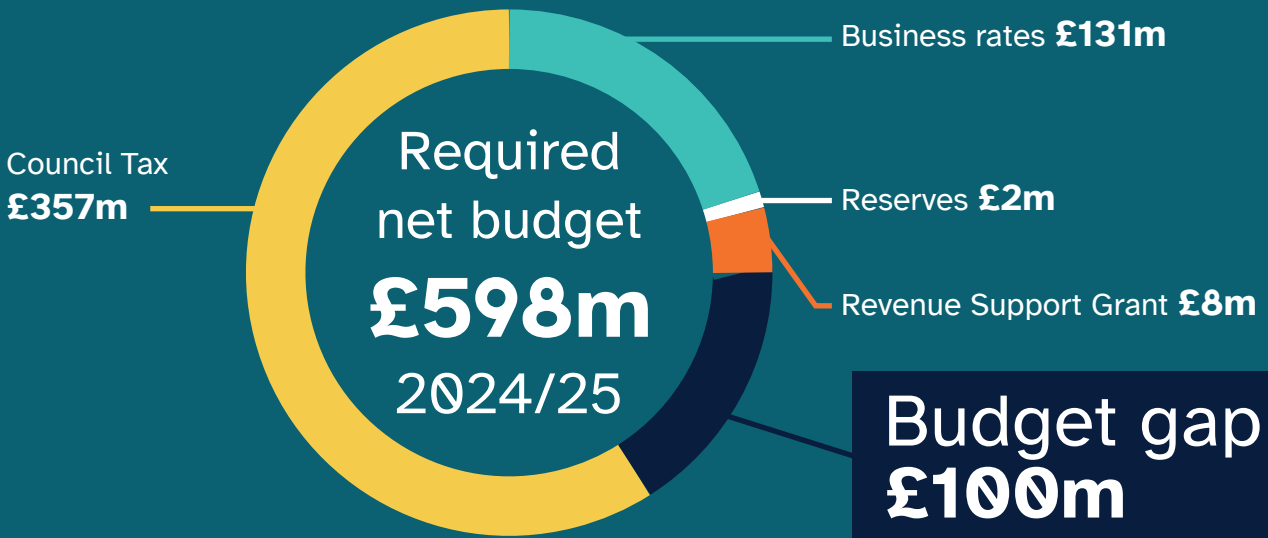 Business rates £131m
Council Tax
£357m
Required
net budget
£598m
2024/25
Reserves £2m
Revenue Support Grant £8m
Budget gap
£100m